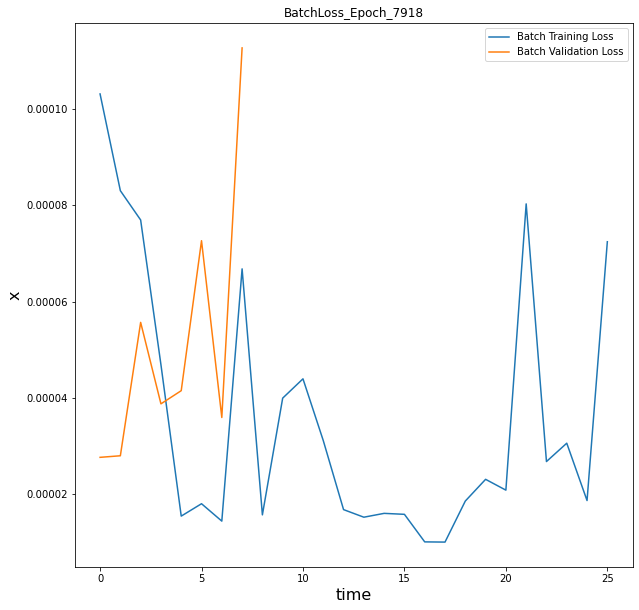 BatchLoss_Epoch_7918
Batch Training Loss
Batch Validation Loss
0.00010
0.00008
0.00006
0.00004
0.00002
x
0 5 10 15 20 25
time